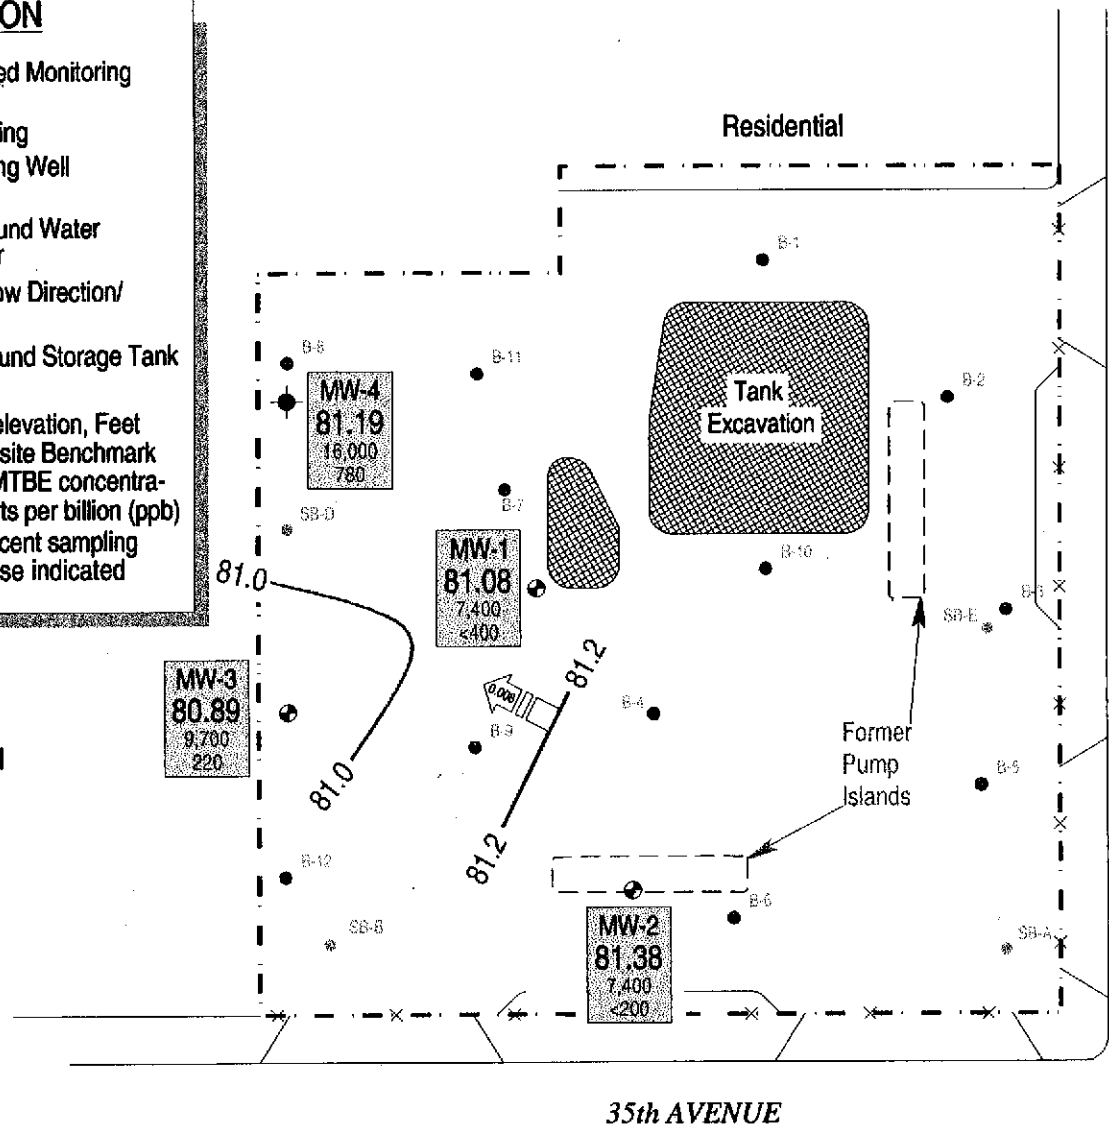 ON
ed Monitoring
ing
ng Well
und Water
r
ow Direction/
und Storage Tank
elevation, Feet
site Benchmark
MTBE concentra-
ts per billion (ppb)
cent sampling
se indicated
Residential
B-1
B-8
B-11
B-2
MW-4
81.19
16,000
780
Tank
Excavation
B-7
SB-D
MW-1
81.08
7,400
<400
B-10
81.0
SB-E
MW-3
80.89
9,700
220
81.2
0.008
B-4
B-9
Former
Pump
Islands
B-5
81.0
81.2
B-12
B-6
SB-B
SB-A
MW-2
81.38
7,400
<200
35th AVENUE